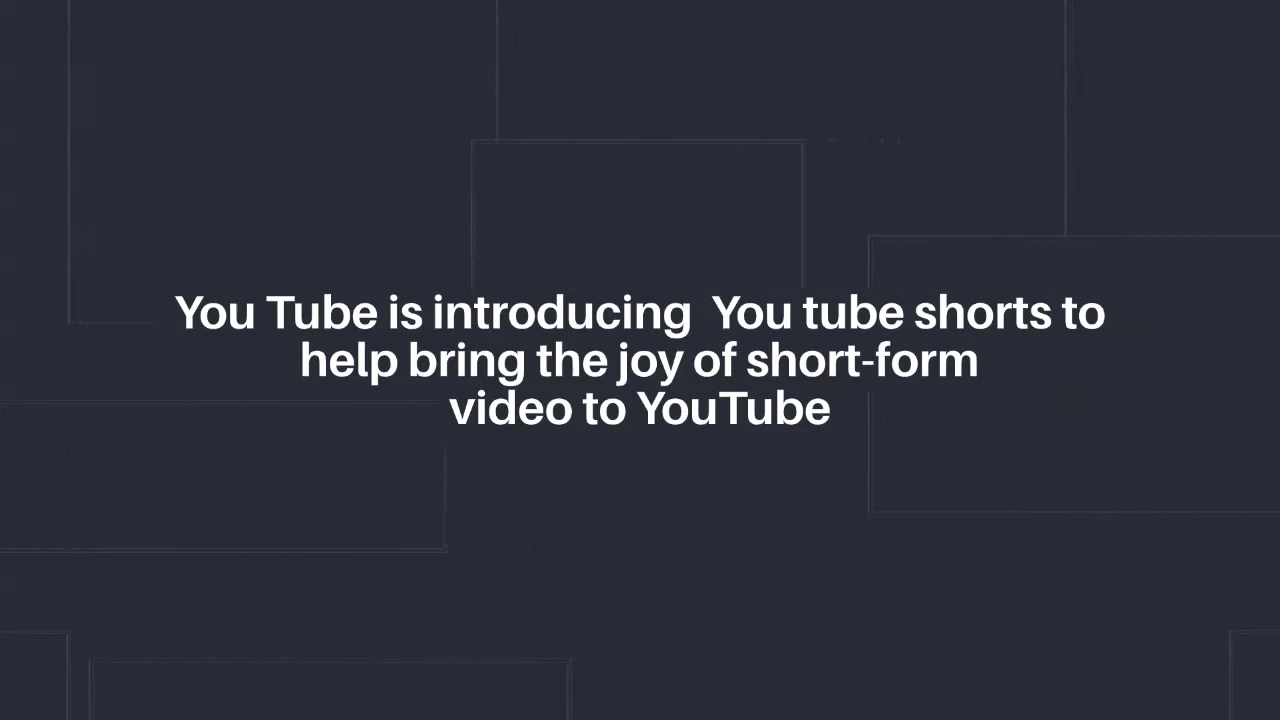 You Tube is introducing  You tube shorts to
help bring the joy of short-form
video to YouTube